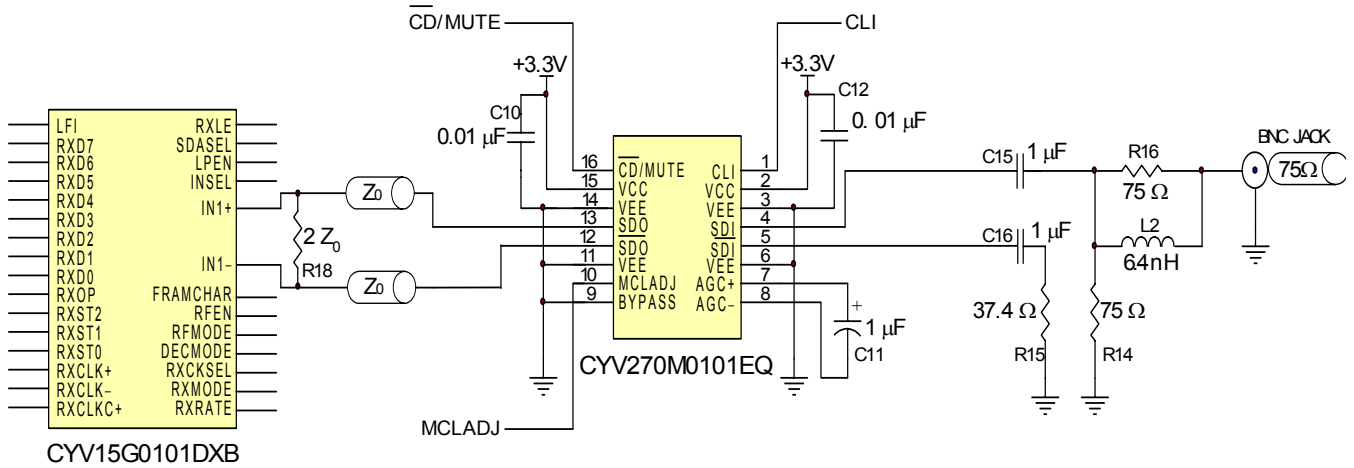 CD/MUTE
CLI
+3.3V
+3.3V
C10
0.01 µF
C12
0. 01 µF
LFI
RXD7
RXD6
RXD5
RXD4
RXD3
RXD2
RXD1
RXD0
RXOP
RXST2
RXST1
RXST0
RXCLK+
RXCLK–
RXCLKC+
RXLE
SDASEL
LPEN
INSEL
IN1+
IN1–
FRAMCHAR
RFEN
RFMODE
DECMODE
RXCKSEL
RXMODE
RXRATE
CYV15G0101DXB
Z0
2 Z0
R18
Z0
16 CD/MUTE
15 VCC
14 VEE
13 SDO
12 SDO
11 VEE
10 MCLADJ
9 BYPASS
CLI 1
VCC 2
VEE 3
SDI 4
SDI 5
VEE 6
AGC+ 7
AGC– 8
CYV270M0101EQ
MCLADJ
+
1 µF
C11
C15
1 µF
C16
1 µF
R16
75 Ω
L2
6.4nH
37.4 Ω
R15
75 Ω
R14
BNC JACK
75Ω